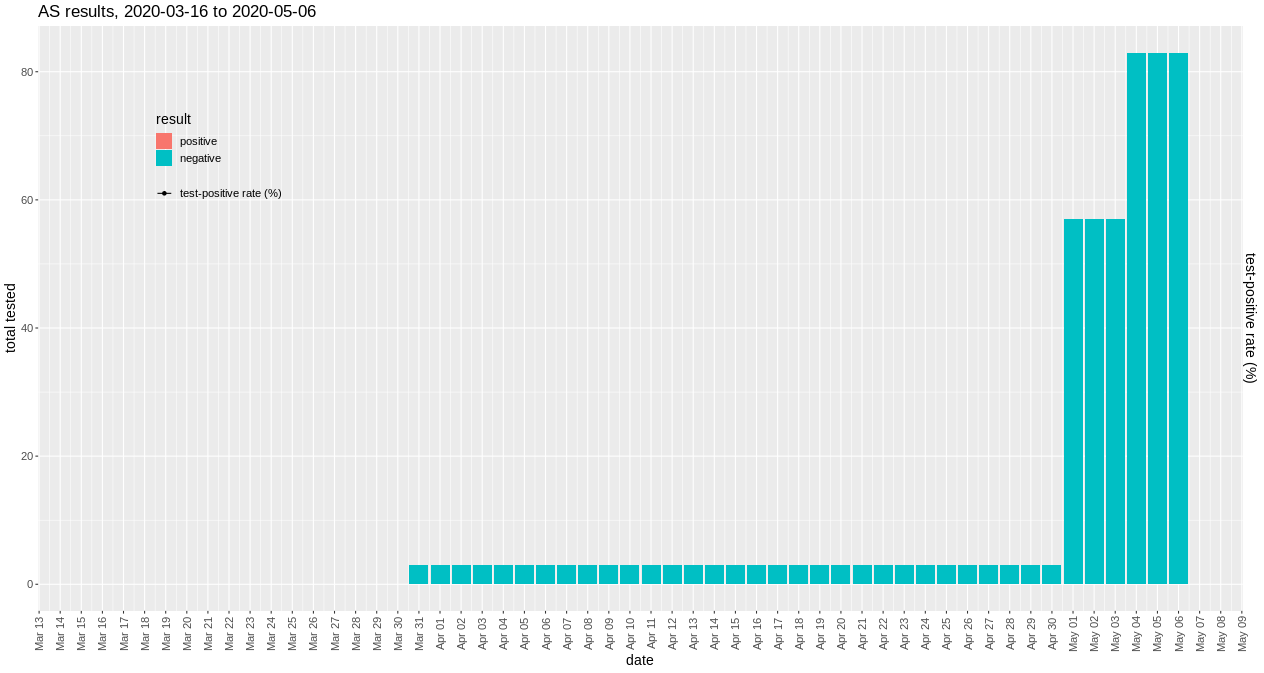 AS results, 2020-03-16 to 2020-05-06
total tested
80
60
40
20
0
result
positive
negative
test-positive rate (%)
test-positive rate (%)
Mar 13
Mar 14
Mar 15
Mar 16
Mar 17
Mar 18
Mar 19
Mar 20
Mar 21
Mar 22
Mar 23
Mar 24
Mar 25
Mar 26
Mar 27
Mar 28
Mar 29
Mar 30
Mar 31
Apr 01
Apr 02
Apr 03
Apr 04
Apr 05
Apr 06
Apr 07
Apr 08
Apr 09
Apr 10
Apr 11
Apr 12
Apr 13
Apr 14
Apr 15
Apr 16
Apr 17
Apr 18
Apr 19
Apr 20
Apr 21
Apr 22
Apr 23
Apr 24
Apr 25
Apr 26
Apr 27
Apr 28
Apr 29
Apr 30
May 01
May 02
May 03
May 04
May 05
May 06
May 07
May 08
May 09
date